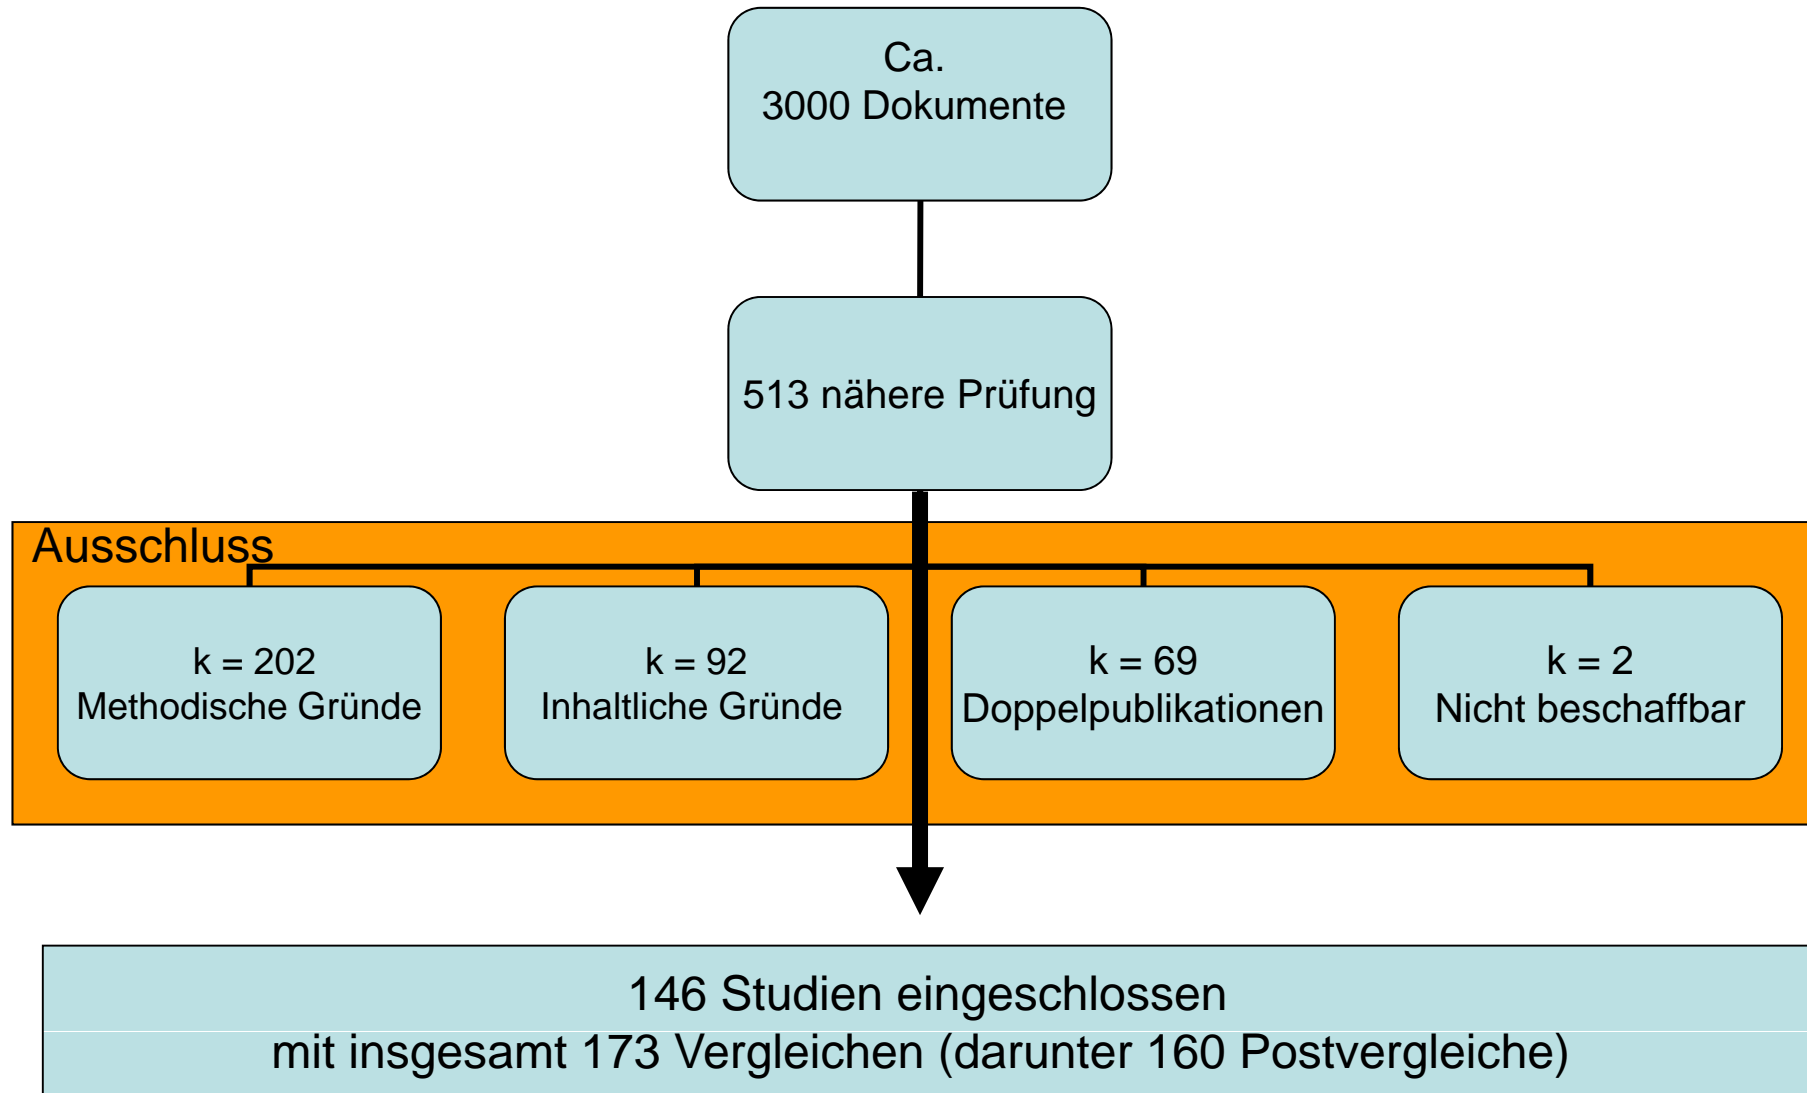 Ca.
3000 Dokumente
513 nähere Prüfung
Ausschluss
k = 202
Methodische Gründe
k = 92
Inhaltliche Gründe
k = 69
Doppelpublikationen
k = 2
Nicht beschaffbar
146 Studien eingeschlossen
mit insgesamt 173 Vergleichen (darunter 160 Postvergleiche)